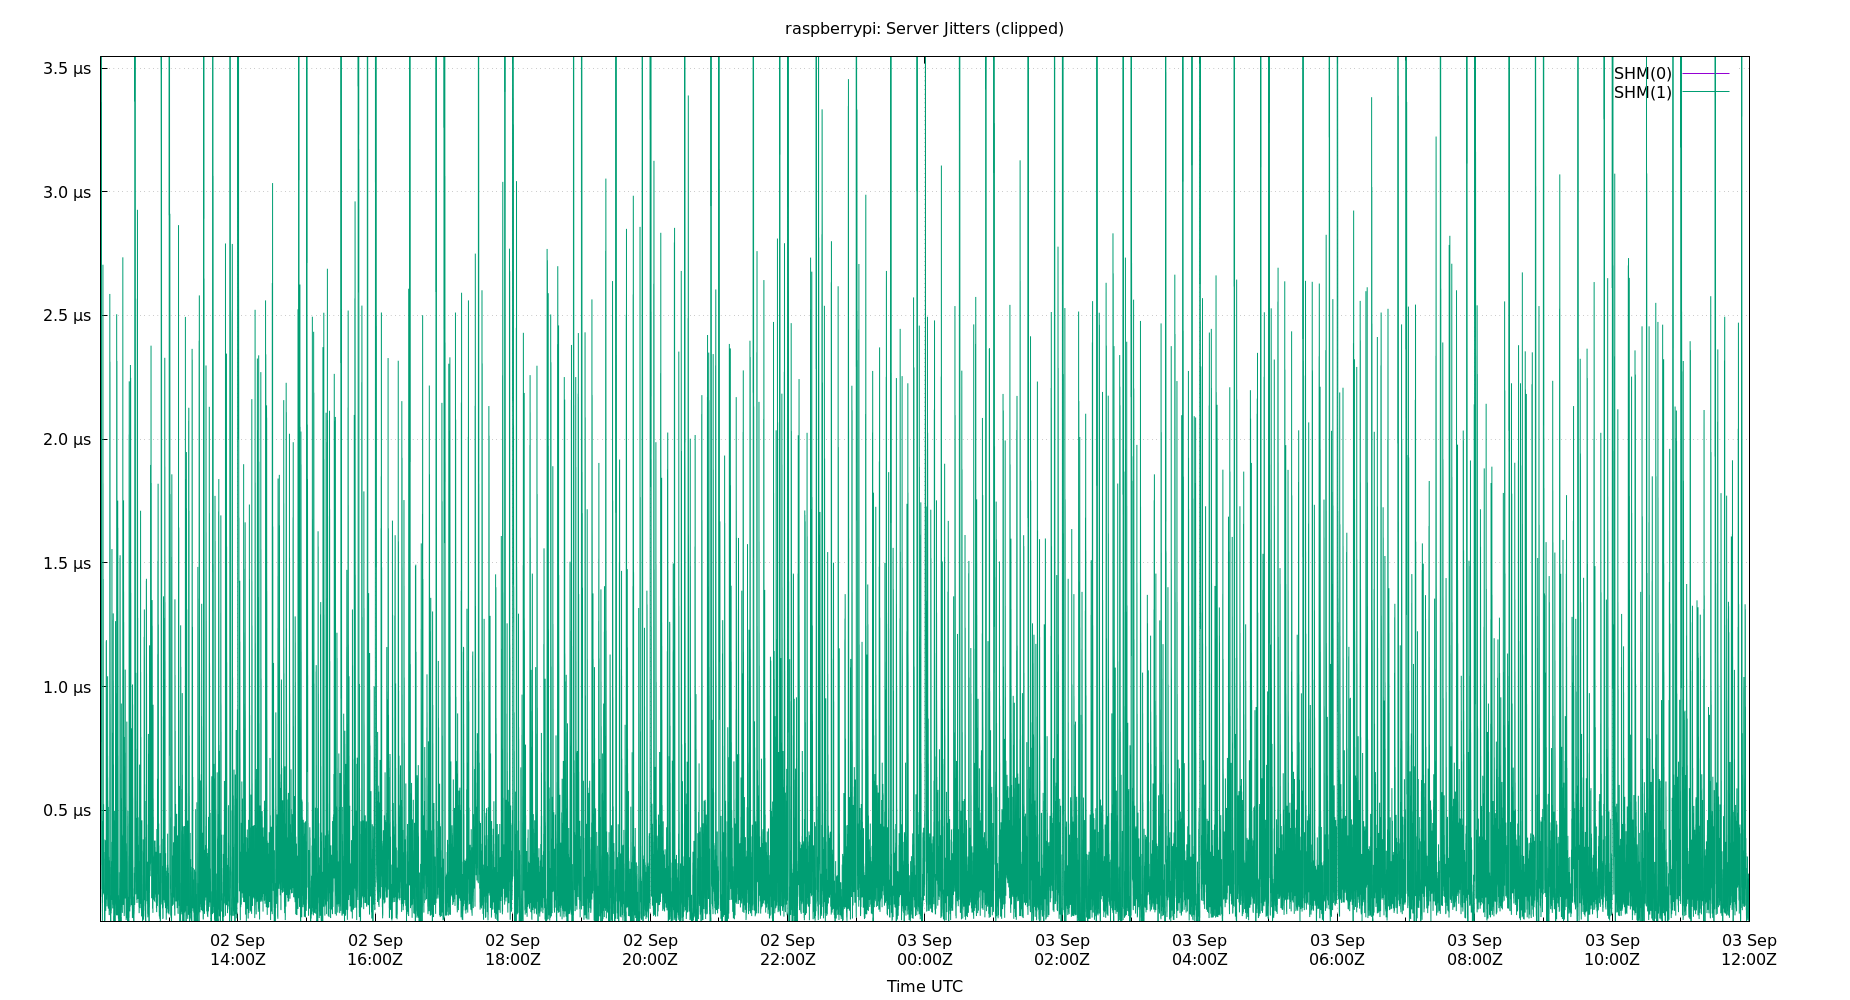 raspberrypi: Server Jitters (clipped)
3.5 μs
3.0 μs
2.5 μs
2.0 μs
1.5 μs
1.0 μs
0.5 μs
SHM(0)
SHM(1)
02 Sep 02 Sep 02 Sep 02 Sep 02 Sep 03 Sep 03 Sep 03 Sep 03 Sep 03 Sep 03 Sep 03 Sep
14:00Z 16:00Z 18:00Z 20:00Z 22:00Z 00:00Z 02:00Z 04:00Z 06:00Z 08:00Z 10:00Z 12:00Z
Time UTC